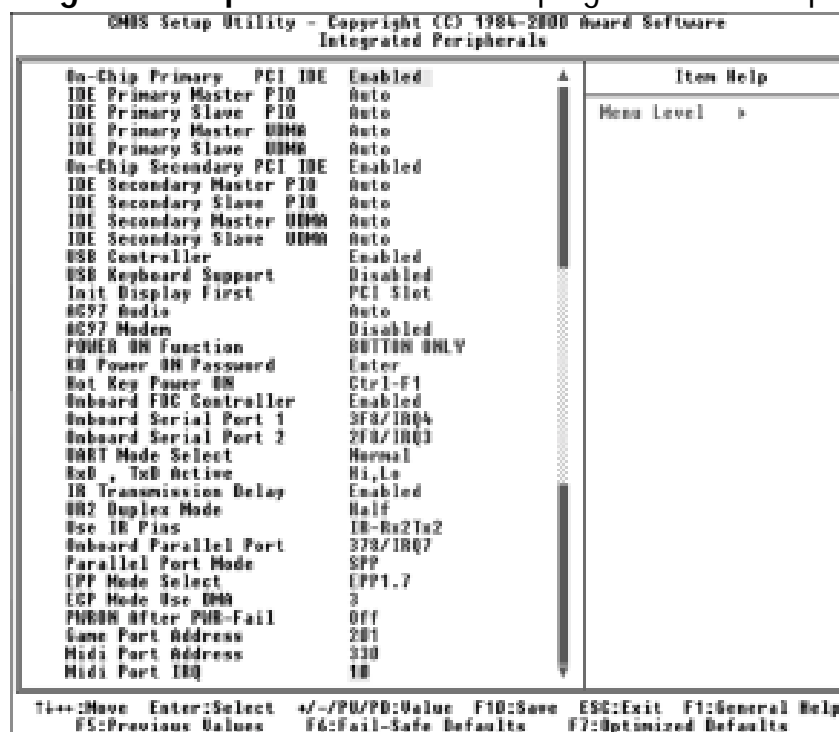 CMOS Setup Utility - Copyright (C) 1984-2000 Award Software
Integrated Peripherals
On-Chip Primary PCI IDE Enabled
Item Help
IDE Primary Master PIO Auto
IDE Primary Slave PIO Auto
Menu Level
IDE Primary Master UDMA Auto
IDE Primary Slave UDMA Auto
On-Chip Secondary PCI IDE Enabled
IDE Secondary Master PIO Auto
IDE Secondary Slave PIO Auto
IDE Secondary Master UDMA Auto
IDE Secondary Slave UDMA Auto
USB Controller Enabled
USB Keyboard Support Disabled
Init Display First PCI Slot
AC97 Audio Auto
AC97 Modem Disabled
POWER ON Function BUTTON ONLY
KB Power ON Password Enter
Hot Key Power ON Ctrl-F1
Onboard FDC Controller Enabled
Onboard Serial Port 1 3F8/IRQ4
Onboard Serial Port 2 2F8/IRQ3
UART Mode Select Normal
RxD , TxD Active Hi,Lo
IR Transmission Delay Enabled
UR2 Duplex Mode Half
Use IR Pins IR-Rx2Tx2
Onboard Parallel Port 378/IRQ7
Parallel Port Mode SPP
EPP Mode Select EPP1.7
ECP Mode Use DMA 3
PWRON After PWR-Fail Off
Game Port Address 201
Midi Port Address 330
Midi Port IRQ 10
↑↓→←:Move Enter:Select +/-/PU/PD:Value F10:Save ESC:Exit F1:General Help
F5:Previous Values F6:Fail-Safe Defaults F7:Optimized Defaults